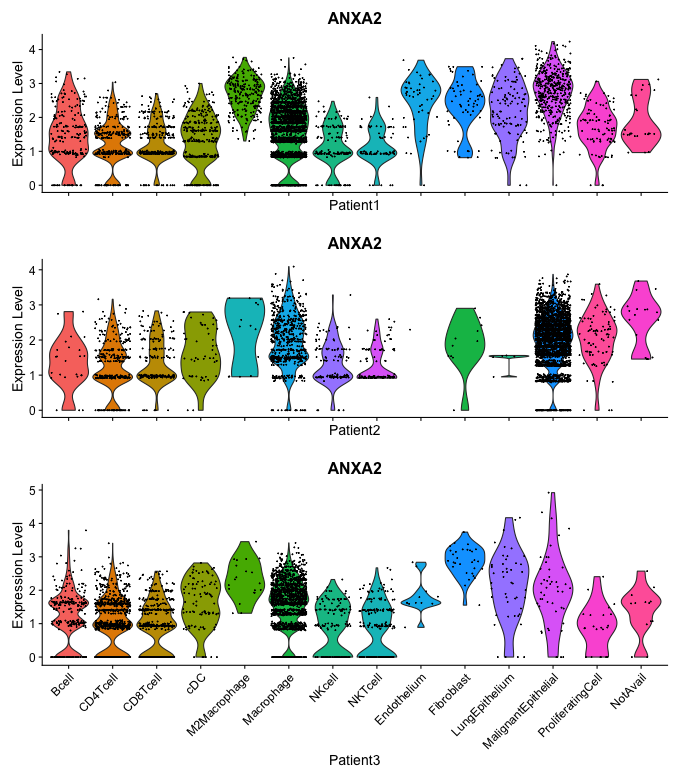 ANXA2
Expression Level
4
3
2
1
0
Patient1
ANXA2
Expression Level
4
3
2
1
0
Patient2
ANXA2
Expression Level
5
4
3
2
1
0
Bcell
CD4Tcell
CD8Tcell
cDC
M2Macrophage
Macrophage
NKcell
NKTcell
Endothelium
Fibroblast
LungEpithelium
MalignantEpithelial
ProliferatingCell
NotAvail
Patient3